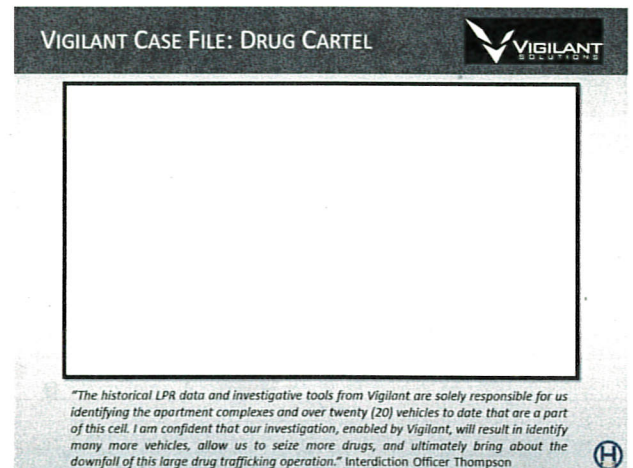 VIGILANT CASE FILE: DRUG CARTEL
VIGILANT
SOLUTIONS
"The historical LPR data and investigative tools from Vigilant are solely responsible for us
identifying the apartment complexes and over twenty (20) vehicles to date that are a part
of this cell. I am confident that our investigation, enabled by Vigilant, will result in identify
many more vehicles, allow us to seize more drugs, and ultimately bring about the
downfall of this large drug trafficking operation." Interdiction Officer Thompson
H